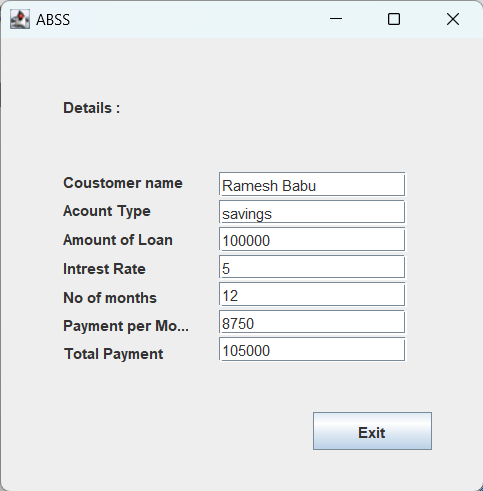 ABSS
Details :
Coustomer name Ramesh Babu
Acount Type savings
Amount of Loan 100000
Intrest Rate 5
No of months 12
Payment per Mo... 8750
Total Payment 105000
Exit